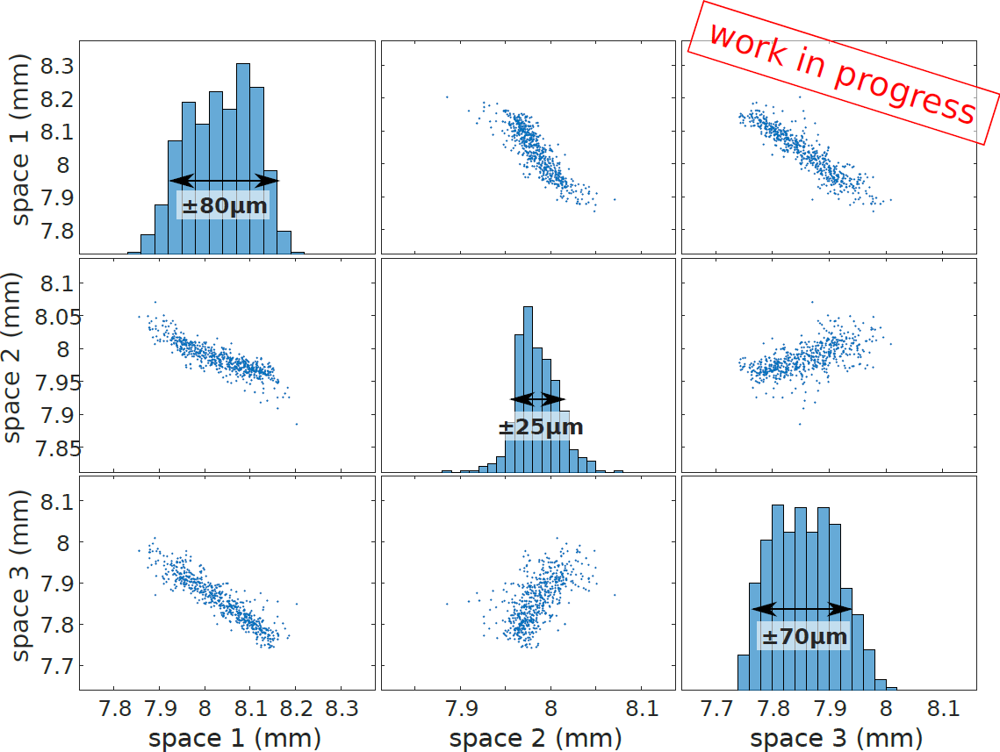 work in progress
space 1 (mm)
8.3
8.2
8.1
8
7.9
7.8
±80µm
space 2 (mm)
8.1
8.05
8
7.95
7.9
7.85
±25µm
space 3 (mm)
8.1
8
7.9
7.8
7.7
±70µm
7.8 7.9 8 8.1 8.2 8.3
7.9 8 8.1
7.7 7.8 7.9 8 8.1
space 1 (mm)
space 2 (mm)
space 3 (mm)